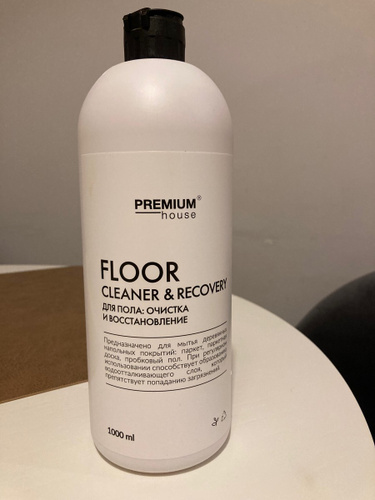 PREMIUM®
house
FLOOR
CLEANER & RECOVERY
ДЛЯ ПОЛА: ОЧИСТКА
И ВОССТАНОВЛЕНИЕ
Предназначено для мытья деревянных
напольных покрытий: паркет, паркетная
доска, пробковый пол. При регулярном
использовании способствует образованию
водоотталкивающего слоя, который
препятствует попаданию загрязнений.
1000 ml